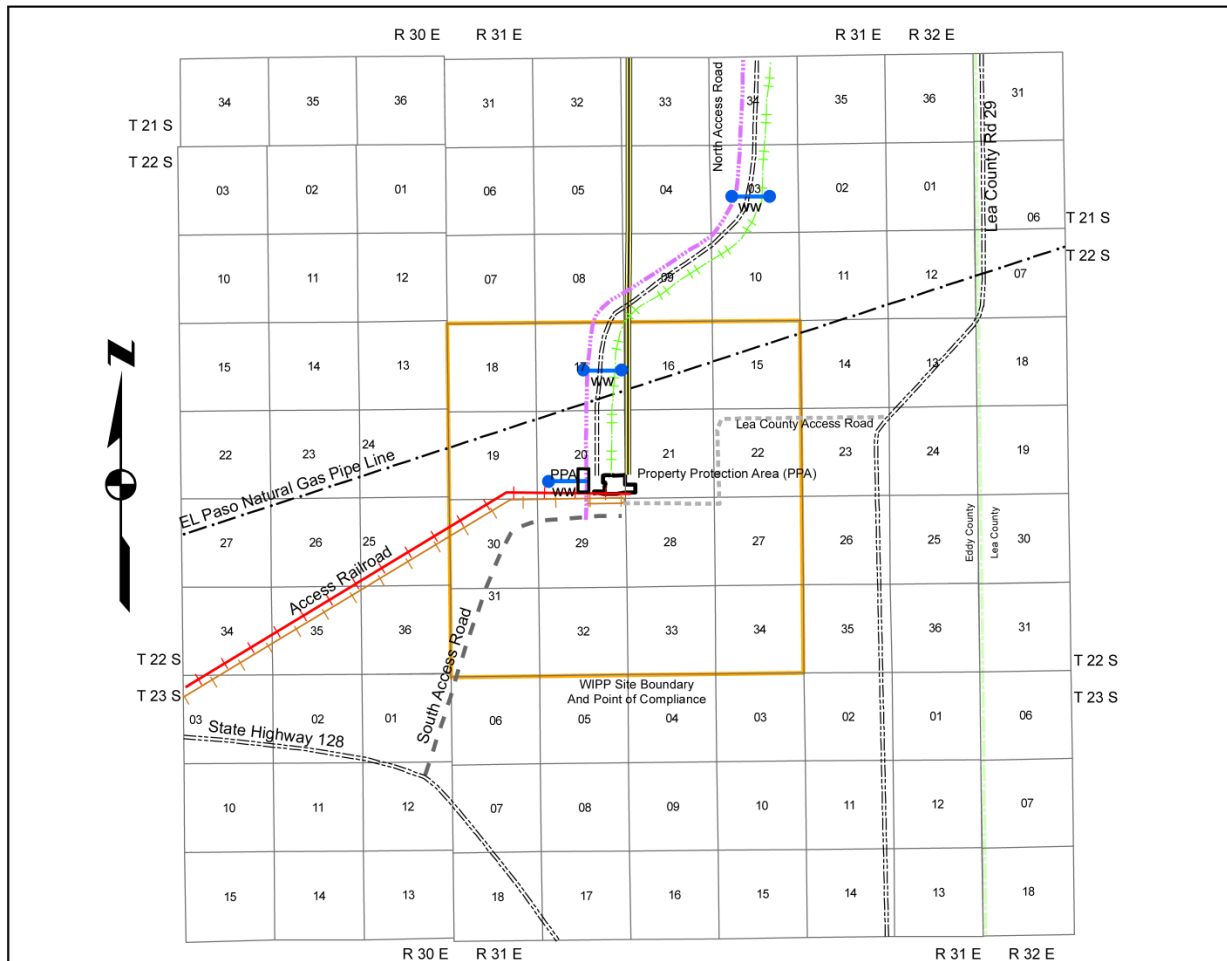 R 30 E R 31 E R 31 E R 32 E
34 35 36 31 32 33 34 35 36 31
T 21 S
T 22 S
North Access Road
Lea County Rd 29
03 02 01 06 05 04 03 02 01
WW
06 T 21 S
T 22 S
10 11 12 07 08 09 10 11 12 07
15 14 13 18 17 16 15 14 13 18
WW
Z
22 23 24 19 20 21 22 23 24 19
Lea County Access Road
PPA Property Protection Area (PPA)
WW
EL Paso Natural Gas Pipe Line
27 26 25 30 29 28 27 26 25 30
Eddy County
Lea County
Access Railroad
34 35 36 31 32 33 34 35 36 31
South Access Road
T 22 S T 22 S
T 23 S T 23 S
WIPP Site Boundary
And Point of Compliance
03 02 01 06 05 04 03 02 01 06
State Highway 128
10 11 12 07 08 09 10 11 12 07
15 14 13 18 17 16 15 14 13 18
R 30 E R 31 E R 31 E R 32 E